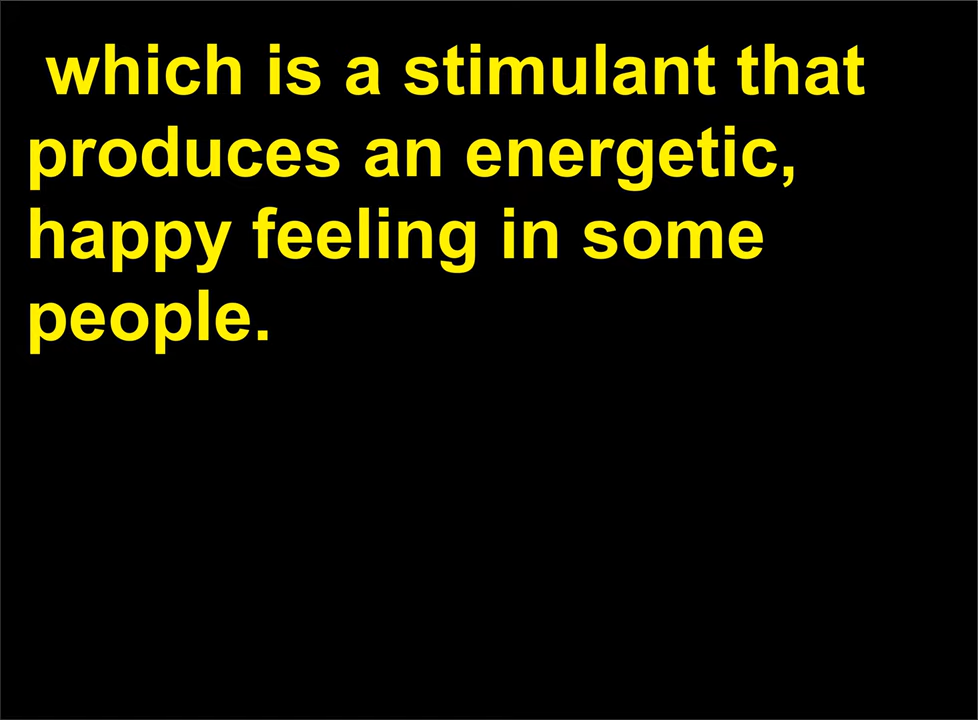 which is a stimulant that
produces an energetic,
happy feeling in some
people.